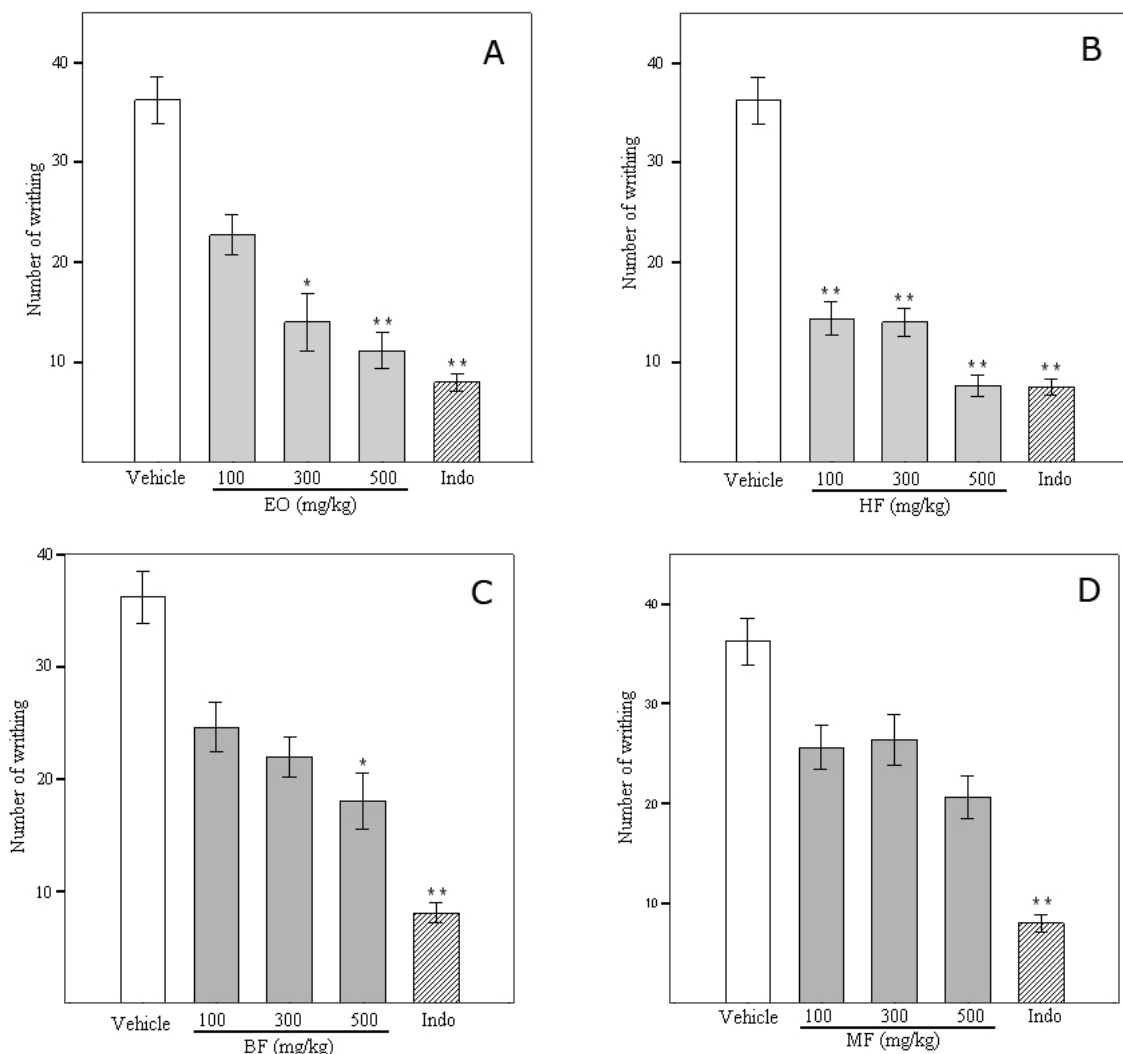 A
Number of writhing
40
30
20
10
*
**
**
Vehicle 100 300 500 Indo
EO (mg/kg)
B
Number of writhing
40
30
20
10
**
**
**
**
Vehicle 100 300 500 Indo
HF (mg/kg)
C
Number of writhing
40
30
20
10
*
**
Vehicle 100 300 500 Indo
BF (mg/kg)
D
Number of writhing
40
30
20
10
**
Vehicle 100 300 500 Indo
MF (mg/kg)